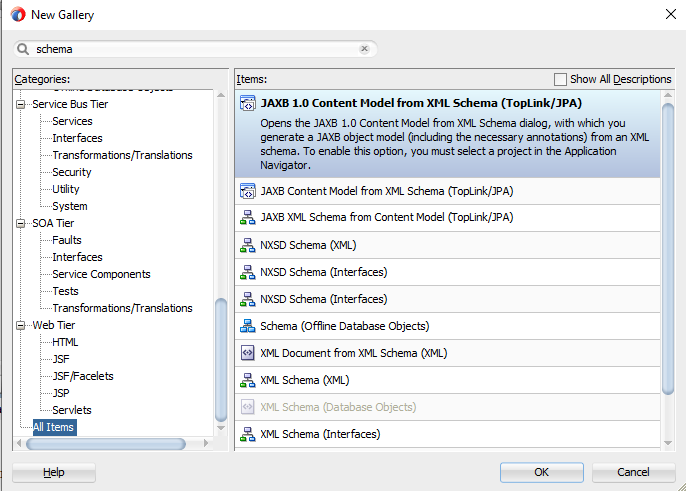 New Gallery
schema
Categories:
Service Bus Tier
Services
Interfaces
Transformations/Translations
Security
Utility
System
SOA Tier
Faults
Interfaces
Service Components
Tests
Transformations/Translations
Web Tier
HTML
JSF
JSF/Facelets
JSP
Servlets
All Items
Items:
Show All Descriptions
JAXB 1.0 Content Model from XML Schema (TopLink/JPA)
Opens the JAXB 1.0 Content Model from XML Schema dialog, with which you
generate a JAXB object model (including the necessary annotations) from an XML
schema. To enable this option, you must select a project in the Application
Navigator.
JAXB Content Model from XML Schema (TopLink/JPA)
JAXB XML Schema from Content Model (TopLink/JPA)
NXSD Schema (XML)
NXSD Schema (Interfaces)
NXSD Schema (Interfaces)
Schema (Offline Database Objects)
XML Document from XML Schema (XML)
XML Schema (XML)
XML Schema (Database Objects)
XML Schema (Interfaces)
Help
OK
Cancel